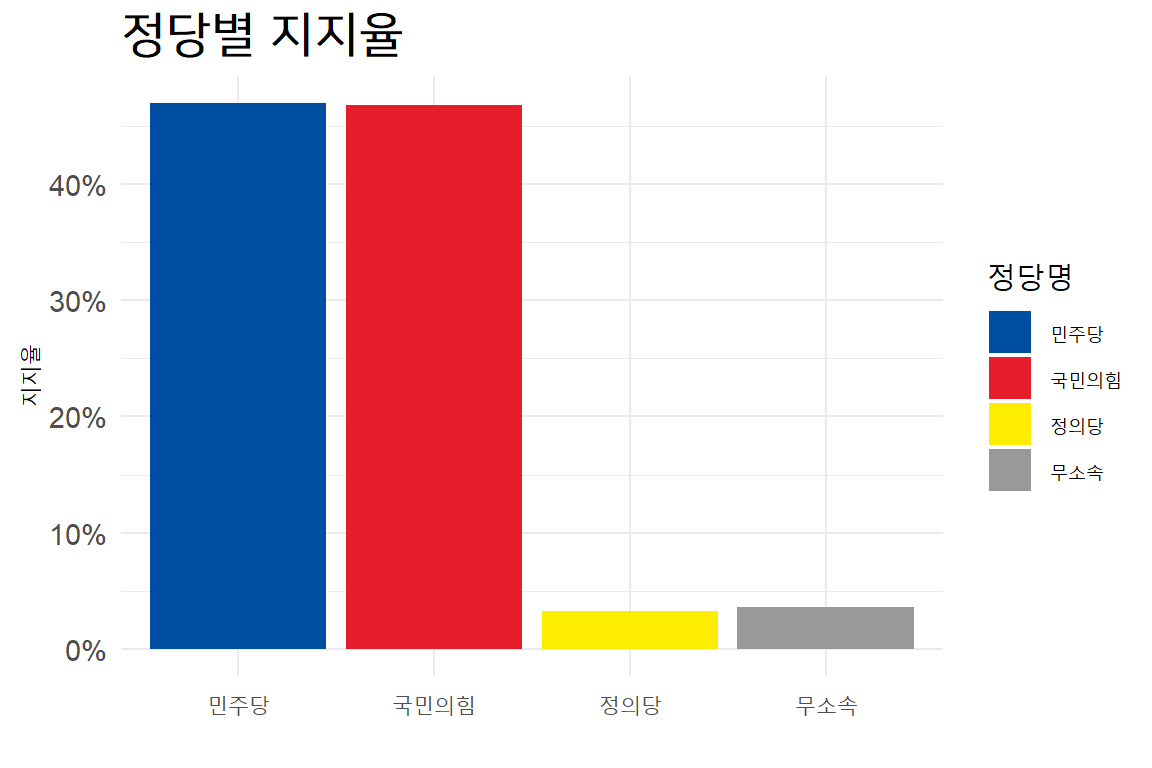 정당별 지지율
지지율
40%
30%
20%
10%
0%
민주당
국민의힘
정의당
무소속
정당명
민주당
국민의힘
정의당
무소속